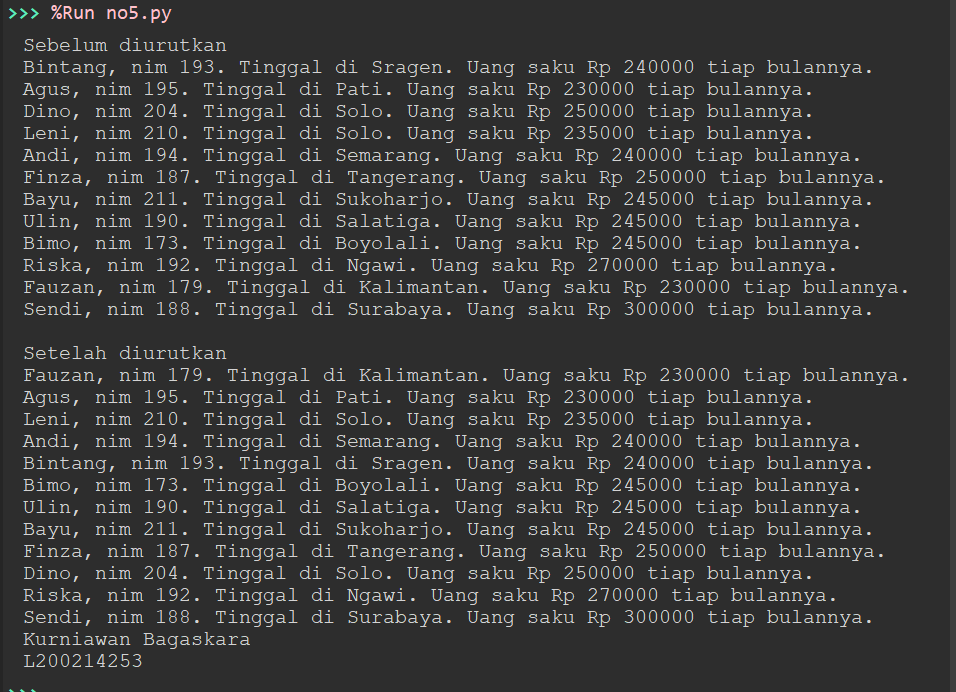 >>> %Run no5.py
Sebelum diurutkan
Bintang, nim 193. Tinggal di Sragen. Uang saku Rp 240000 tiap bulannya.
Agus, nim 195. Tinggal di Pati. Uang saku Rp 230000 tiap bulannya.
Dino, nim 204. Tinggal di Solo. Uang saku Rp 250000 tiap bulannya.
Leni, nim 210. Tinggal di Solo. Uang saku Rp 235000 tiap bulannya.
Andi, nim 194. Tinggal di Semarang. Uang saku Rp 240000 tiap bulannya.
Finza, nim 187. Tinggal di Tangerang. Uang saku Rp 250000 tiap bulannya.
Bayu, nim 211. Tinggal di Sukoharjo. Uang saku Rp 245000 tiap bulannya.
Ulin, nim 190. Tinggal di Salatiga. Uang saku Rp 245000 tiap bulannya.
Bimo, nim 173. Tinggal di Boyolali. Uang saku Rp 245000 tiap bulannya.
Riska, nim 192. Tinggal di Ngawi. Uang saku Rp 270000 tiap bulannya.
Fauzan, nim 179. Tinggal di Kalimantan. Uang saku Rp 230000 tiap bulannya.
Sendi, nim 188. Tinggal di Surabaya. Uang saku Rp 300000 tiap bulannya.
Setelah diurutkan
Fauzan, nim 179. Tinggal di Kalimantan. Uang saku Rp 230000 tiap bulannya.
Agus, nim 195. Tinggal di Pati. Uang saku Rp 230000 tiap bulannya.
Leni, nim 210. Tinggal di Solo. Uang saku Rp 235000 tiap bulannya.
Andi, nim 194. Tinggal di Semarang. Uang saku Rp 240000 tiap bulannya.
Bintang, nim 193. Tinggal di Sragen. Uang saku Rp 240000 tiap bulannya.
Bimo, nim 173. Tinggal di Boyolali. Uang saku Rp 245000 tiap bulannya.
Ulin, nim 190. Tinggal di Salatiga. Uang saku Rp 245000 tiap bulannya.
Bayu, nim 211. Tinggal di Sukoharjo. Uang saku Rp 245000 tiap bulannya.
Finza, nim 187. Tinggal di Tangerang. Uang saku Rp 250000 tiap bulannya.
Dino, nim 204. Tinggal di Solo. Uang saku Rp 250000 tiap bulannya.
Riska, nim 192. Tinggal di Ngawi. Uang saku Rp 270000 tiap bulannya.
Sendi, nim 188. Tinggal di Surabaya. Uang saku Rp 300000 tiap bulannya.
Kurniawan Bagaskara
L200214253
>>>